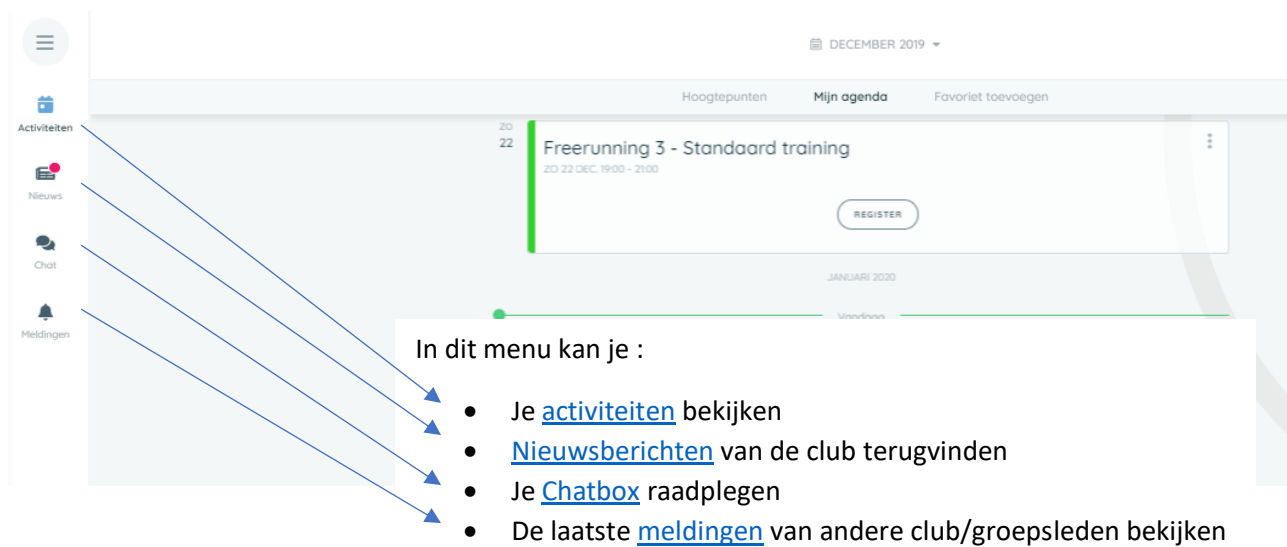 DECEMBER 2019
Hoogtepunten Mijn agenda Favoriet toevoegen
Activiteiten
Nieuws
Chat
Meldingen
ZO
22
Freerunning 3 - Standaard training
ZO 22 DEC. 19:00 - 21:00
REGISTER
JANUARI 2020
Vandaag
In dit menu kan je :
• Je activiteiten bekijken
• Nieuwsberichten van de club terugvinden
• Je Chatbox raadplegen
• De laatste meldingen van andere club/groepsleden bekijken